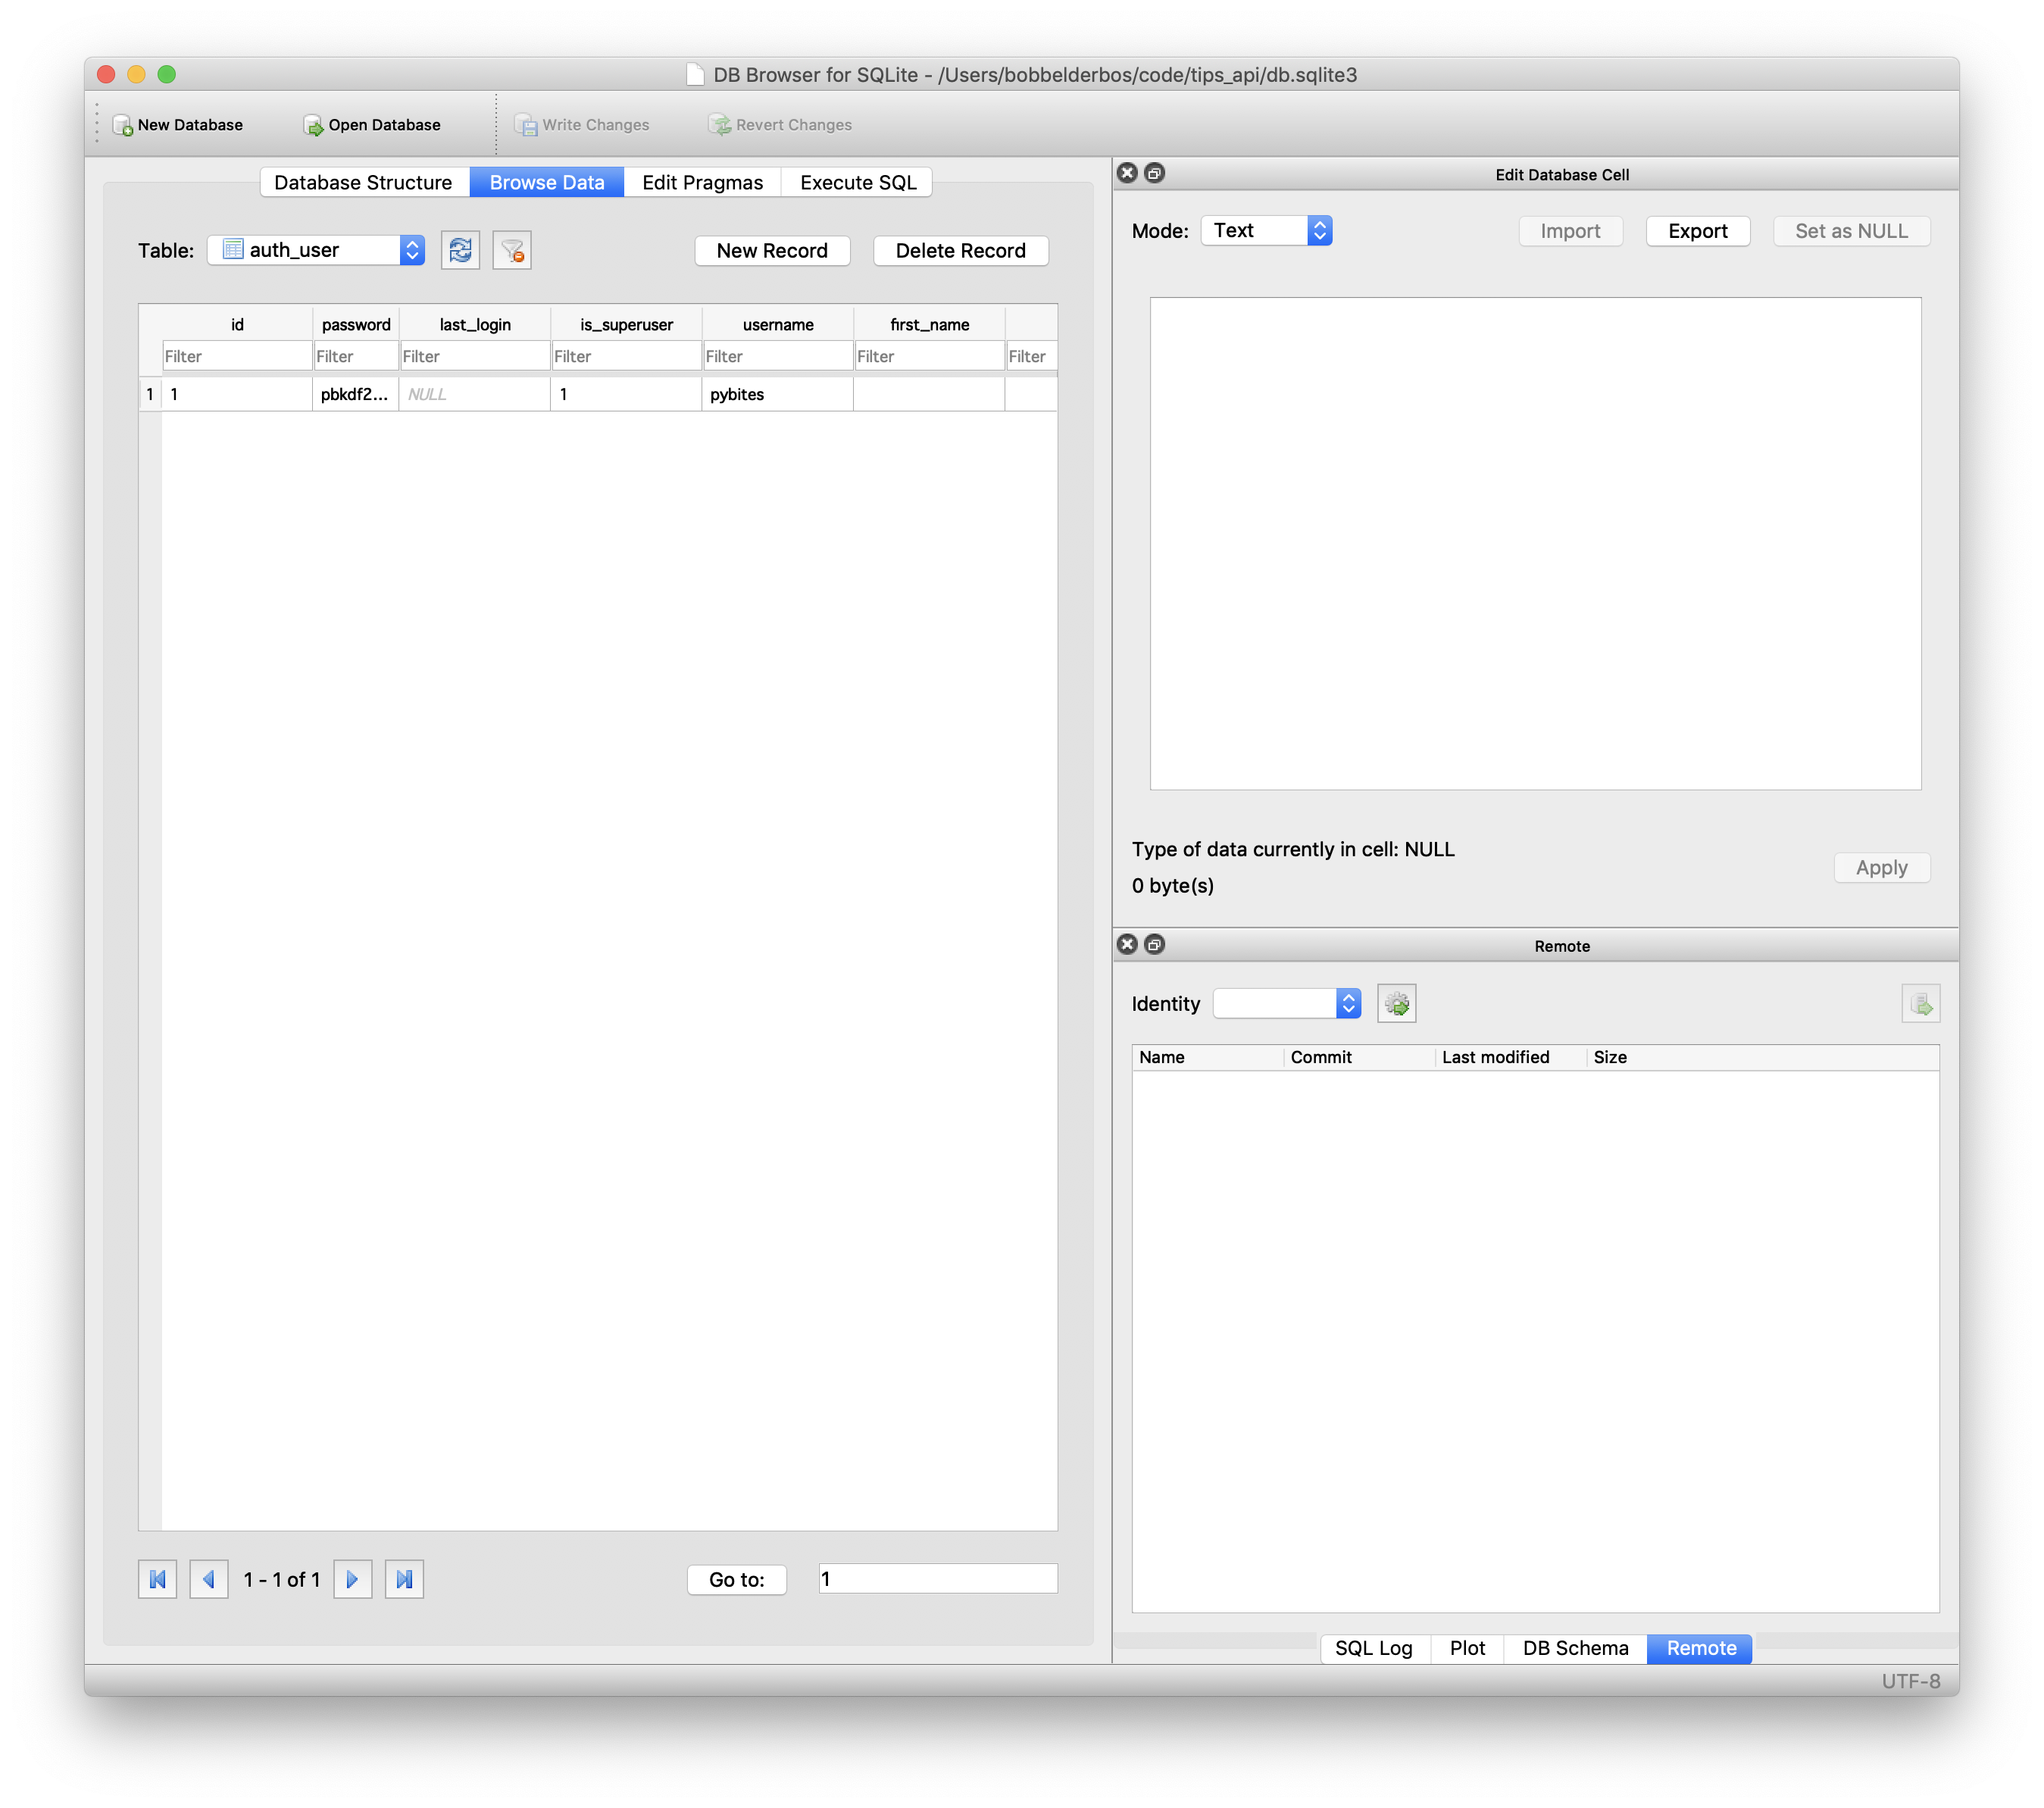 DB Browser for SQLite - /Users/bobbelderbos/code/tips_api/db.sqlite3
New Database Open Database Write Changes Revert Changes
Database Structure Browse Data Edit Pragmas Execute SQL
Table: auth_user New Record Delete Record
id password last_login is_superuser username first_name
Filter Filter Filter Filter Filter Filter Filter
1 1 pbkdf2... NULL 1 pybites
1 - 1 of 1 Go to: 1
Edit Database Cell
Mode: Text Import Export Set as NULL
Type of data currently in cell: NULL
0 byte(s)
Apply
Remote
Identity
Name Commit Last modified Size
SQL Log Plot DB Schema Remote
UTF-8